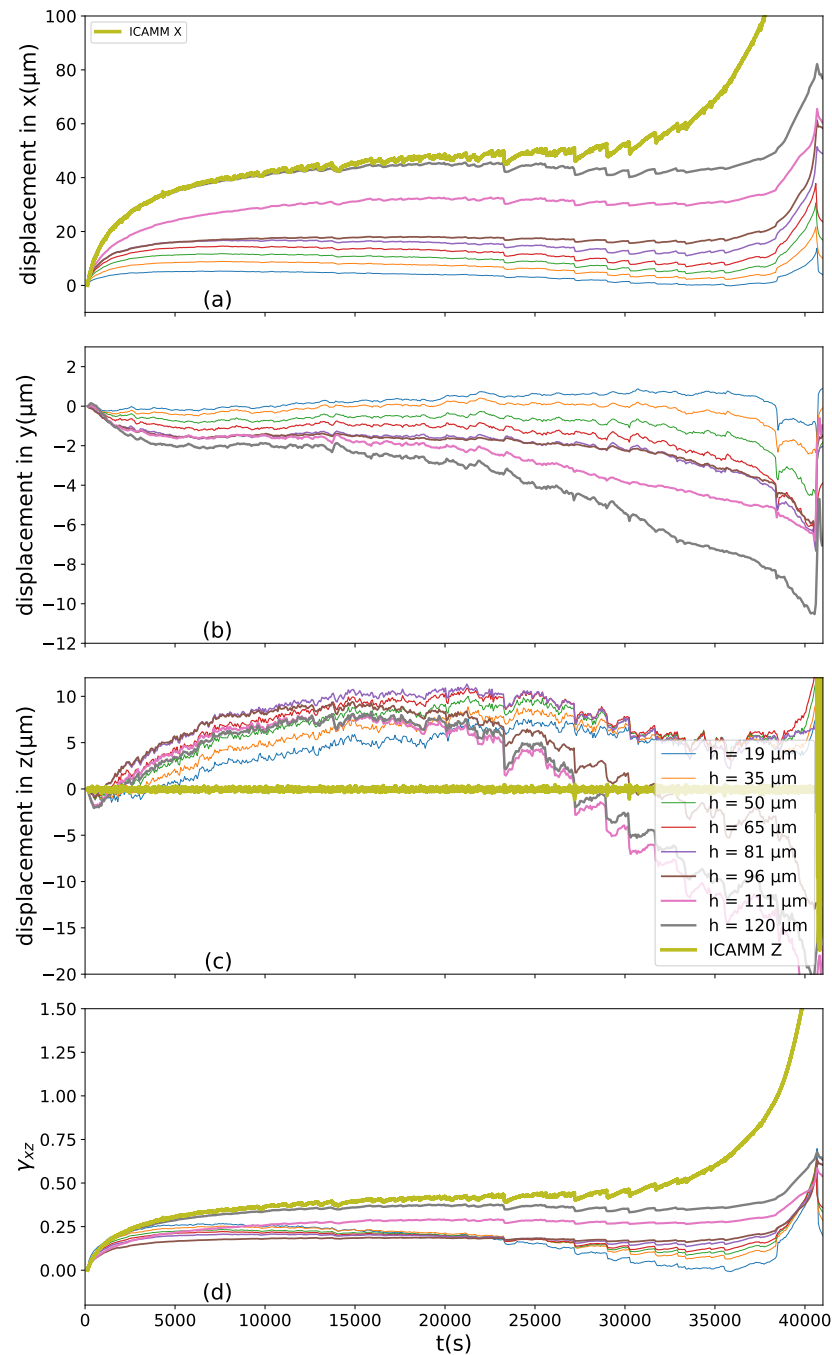 100
80
60
40
20
0
displacement in x(μm)
ICAMM X
(a)
2
0
−2
−4
−6
−8
−10
−12
displacement in y(μm)
(b)
10
5
0
−5
−10
−15
−20
displacement in z(μm)
h = 19 μm
h = 35 μm
h = 50 μm
h = 65 μm
h = 81 μm
h = 96 μm
h = 111 μm
h = 120 μm
ICAMM Z
(c)
1.50
1.25
1.00
0.75
0.50
0.25
0.00
γxz
(d)
0 5000 10000 15000 20000 25000 30000 35000 40000
t(s)